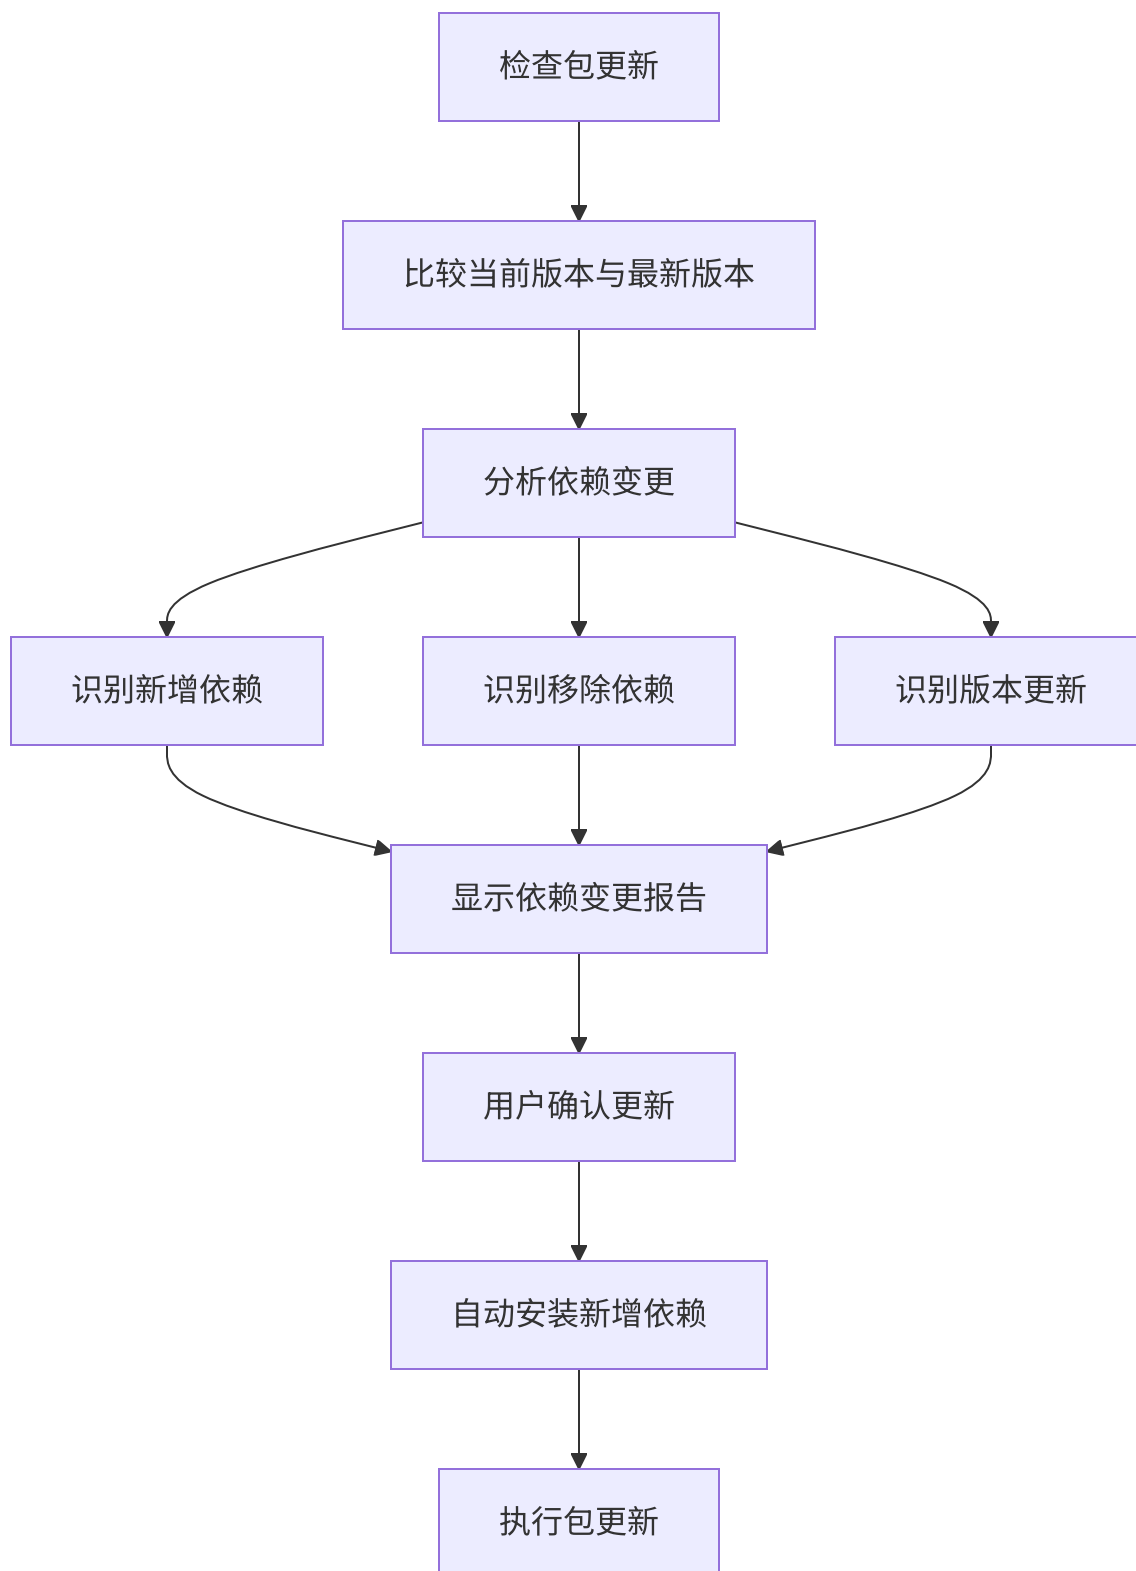 检查包更新
比较当前版本与最新版本
分析依赖变更
识别新增依赖
识别移除依赖
识别版本更新
显示依赖变更报告
用户确认更新
自动安装新增依赖
执行包更新